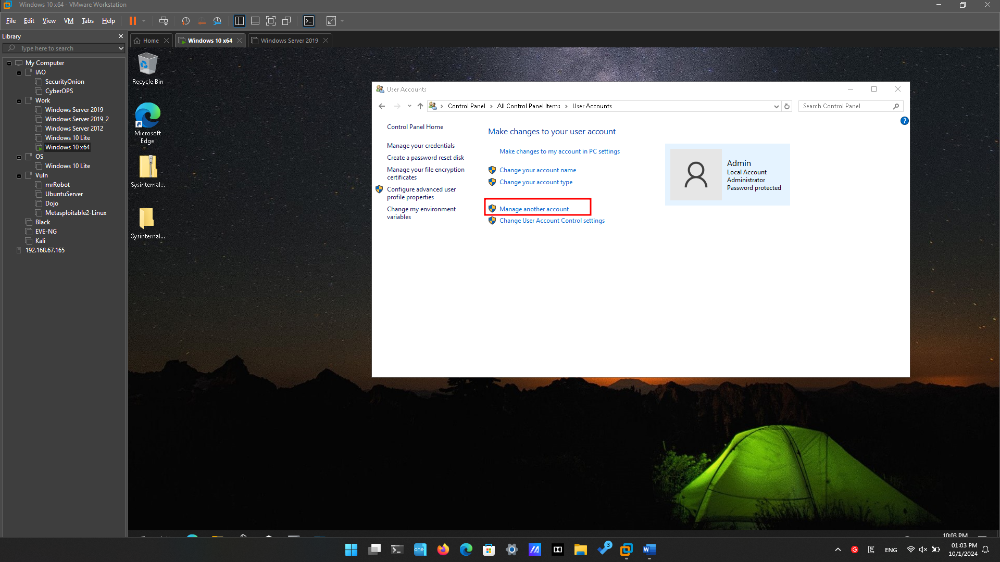 Windows 10 x64 - VMware Workstation
File Edit View VM Tabs Help
Library
Type here to search
My Computer
IAO
SecurityOnion
CyberOPS
Work
Windows Server 2019
Windows Server 2019_2
Windows Server 2012
Windows 10 Lite
Windows 10 x64
OS
Windows 10 Lite
Vuln
mrRobot
UbuntuServer
Dojo
Metasploitable2-Linux
Black
EVE-NG
Kali
192.168.67.165
Home
Windows 10 x64
Windows Server 2019
Recycle Bin
Microsoft
Edge
Sysinternal...
Sysinternal...
User Accounts
Control Panel > All Control Panel Items > User Accounts
Search Control Panel
?
Control Panel Home
Manage your credentials
Create a password reset disk
Manage your file encryption
certificates
Configure advanced user
profile properties
Change my environment
variables
Make changes to your user account
Make changes to my account in PC settings
Change your account name
Change your account type
Manage another account
Change User Account Control settings
Admin
Local Account
Administrator
Password protected
10:03 PM
one
3
ENG
01:03 PM
10/1/2024